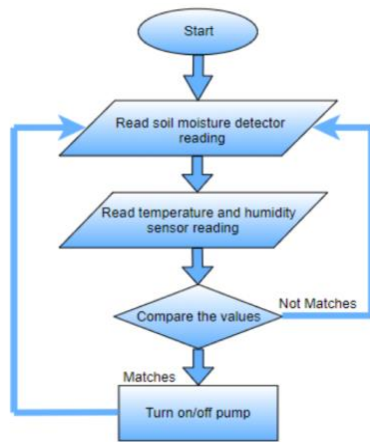 Start
Read soil moisture detector
reading
Read temperature and humidity
sensor reading
Compare the values
Not Matches
Matches
Turn on/off pump